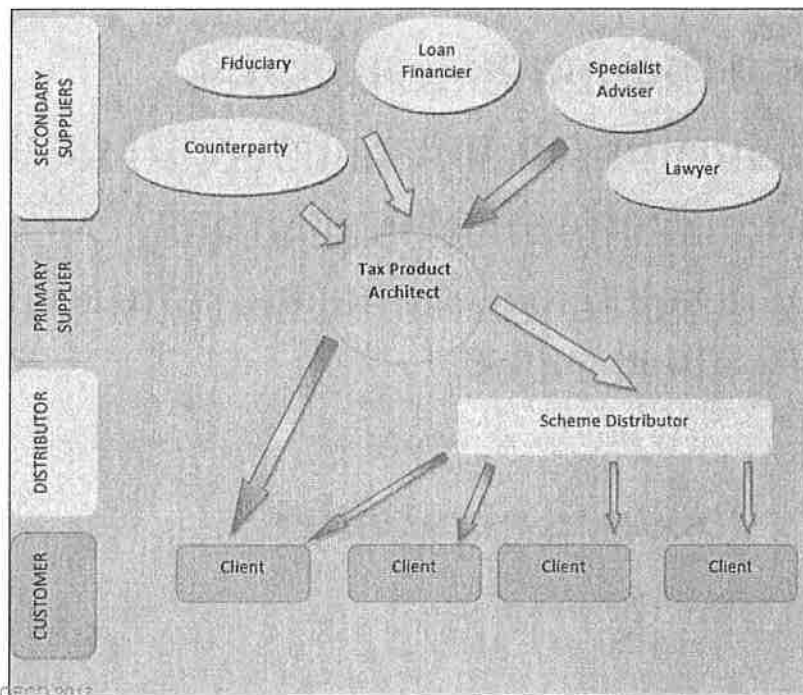 SECONDARY
SUPPLIERS
Fiduciary
Loan
Financier
Specialist
Adviser
Counterparty
Lawyer
PRIMARY
SUPPLIER
Tax Product
Architect
DISTRIBUTOR
Scheme Distributor
CUSTOMER
Client
Client
Client
Client
OECD